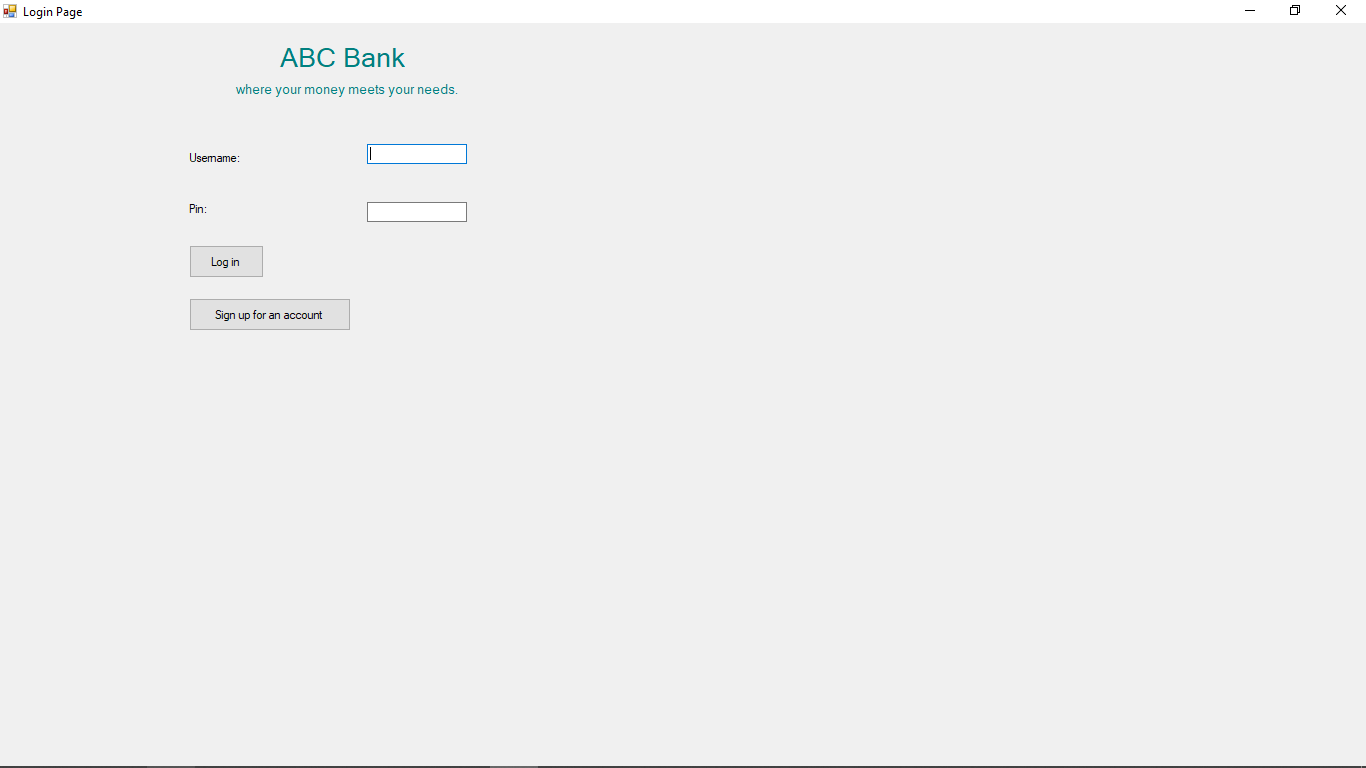 Login Page
ABC Bank
where your money meets your needs.
Username:
Pin:
Log in
Sign up for an account